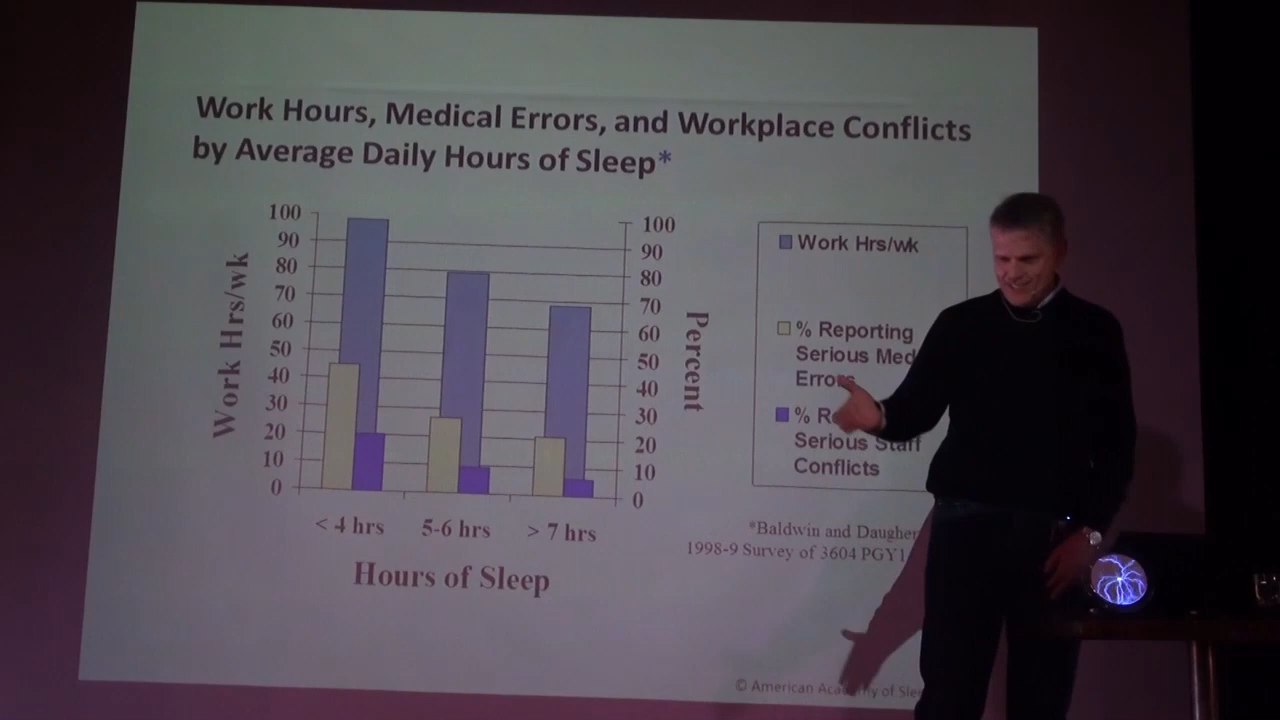 Work Hours, Medical Errors, and Workplace Conflicts
by Average Daily Hours of Sleep*
Work Hrs/wk
100
90
80
70
60
50
40
30
20
10
0
< 4 hrs
5-6 hrs
> 7 hrs
Hours of Sleep
100
90
80
70
60
50
40
30
20
10
0
Percent
Work Hrs/wk
% Reporting
Serious Med
Errors
%
Serious Staff
Conflicts
*Baldwin and
1998-9 Survey of 3604 PGY1
© American Academy of